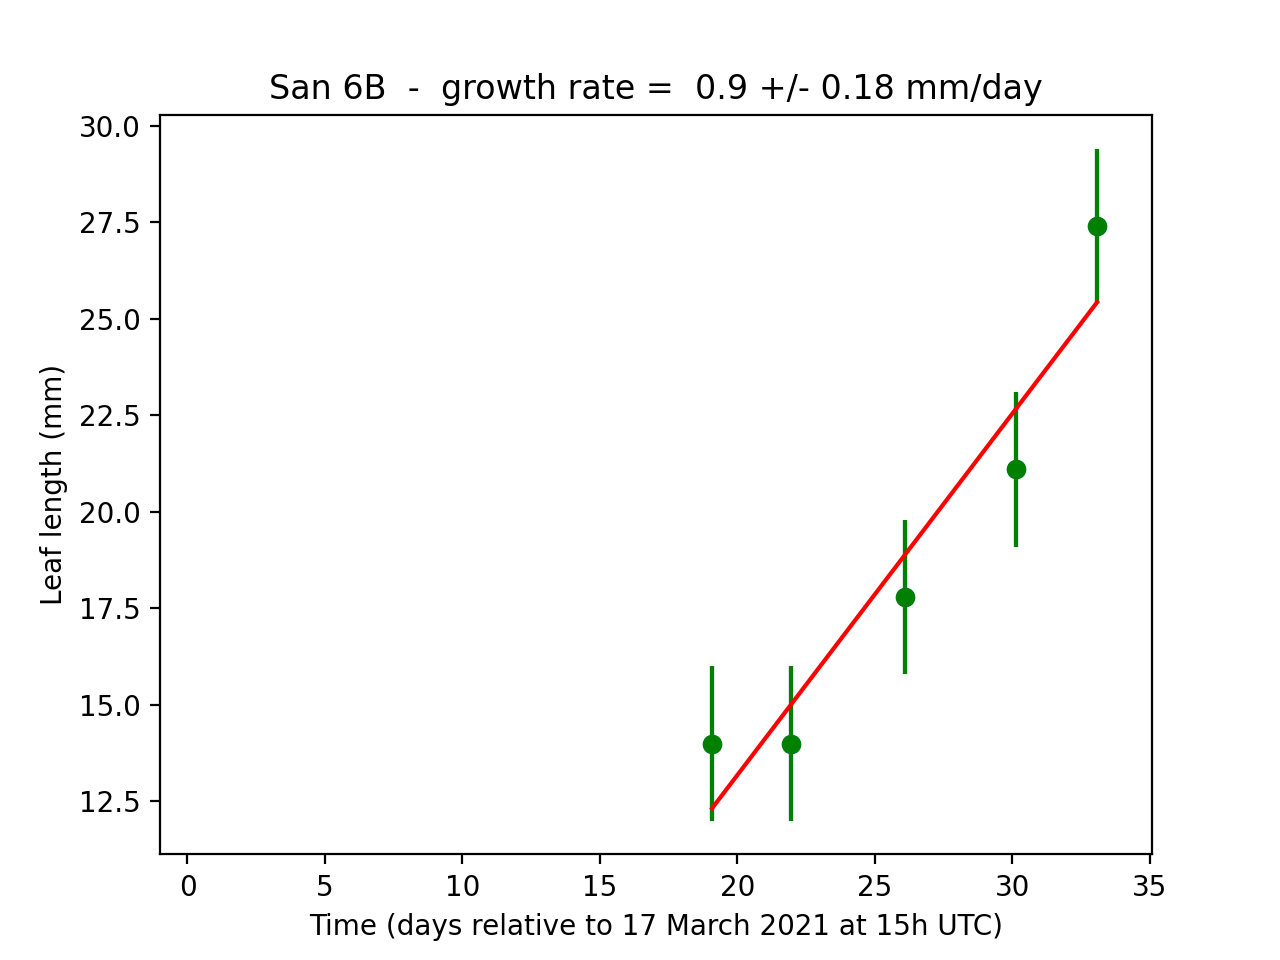 San 6B - growth rate = 0.9 +/- 0.18 mm/day
30.0
27.5
25.0
22.5
20.0
17.5
15.0
12.5
Leaf length (mm)
0 5 10 15 20 25 30 35
Time (days relative to 17 March 2021 at 15h UTC)